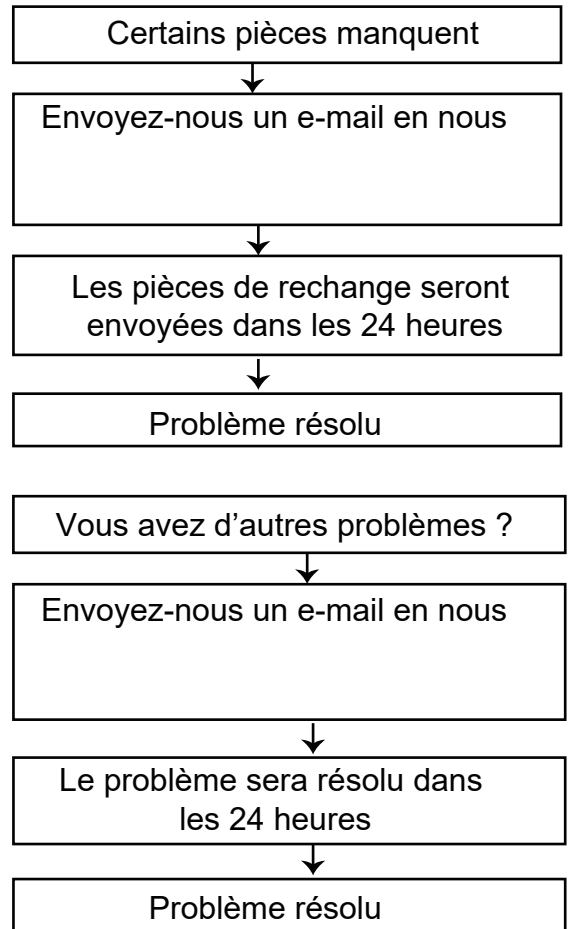 Certains pièces manquent
Envoyez-nous un e-mail en nous
Les pièces de rechange seront
envoyées dans les 24 heures
Problème résolu
Vous avez d’autres problèmes ?
Envoyez-nous un e-mail en nous
Le problème sera résolu dans
les 24 heures
Problème résolu